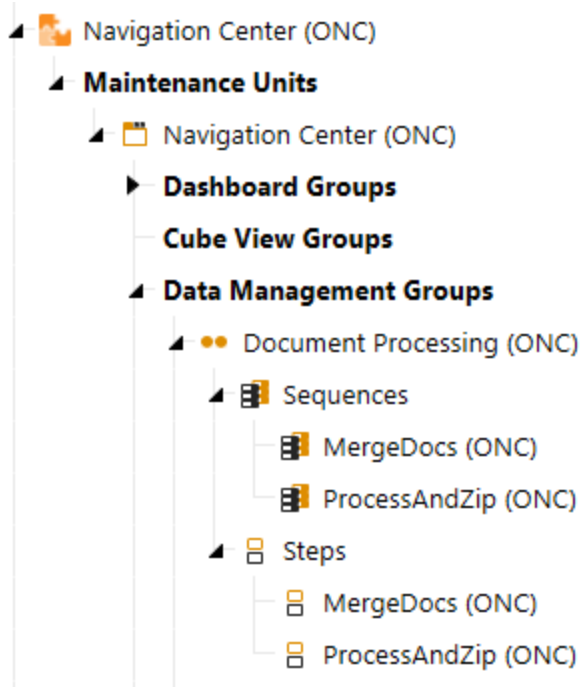 Navigation Center (ONC)
Maintenance Units
Navigation Center (ONC)
Dashboard Groups
Cube View Groups
Data Management Groups
Document Processing (ONC)
Sequences
MergeDocs (ONC)
ProcessAndZip (ONC)
Steps
MergeDocs (ONC)
ProcessAndZip (ONC)